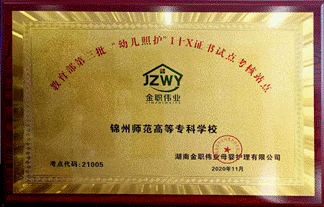 教育部第三批“幼儿照护”1+X证书试点考核站点
JZWY
金职伟业
锦州师范高等专科学校
考点代码:21005
湖南金职伟业母婴护理有限公司
2020年11月